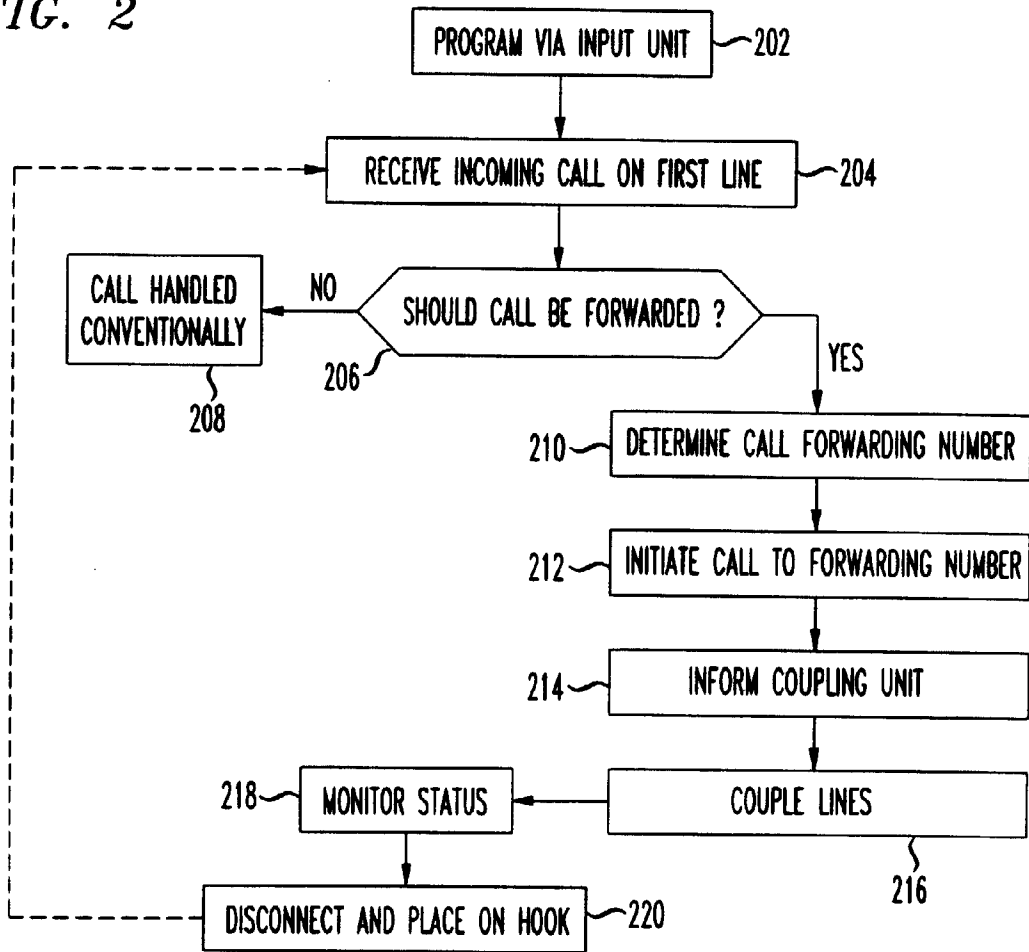 FIG. 2
PROGRAM VIA INPUT UNIT
202
RECEIVE INCOMING CALL ON FIRST LINE
204
CALL HANDLED
CONVENTIONALLY
208
NO
SHOULD CALL BE FORWARDED ?
206
YES
210
DETERMINE CALL FORWARDING NUMBER
212
INITIATE CALL TO FORWARDING NUMBER
214
INFORM COUPLING UNIT
218
MONITOR STATUS
COUPLE LINES
216
DISCONNECT AND PLACE ON HOOK
220